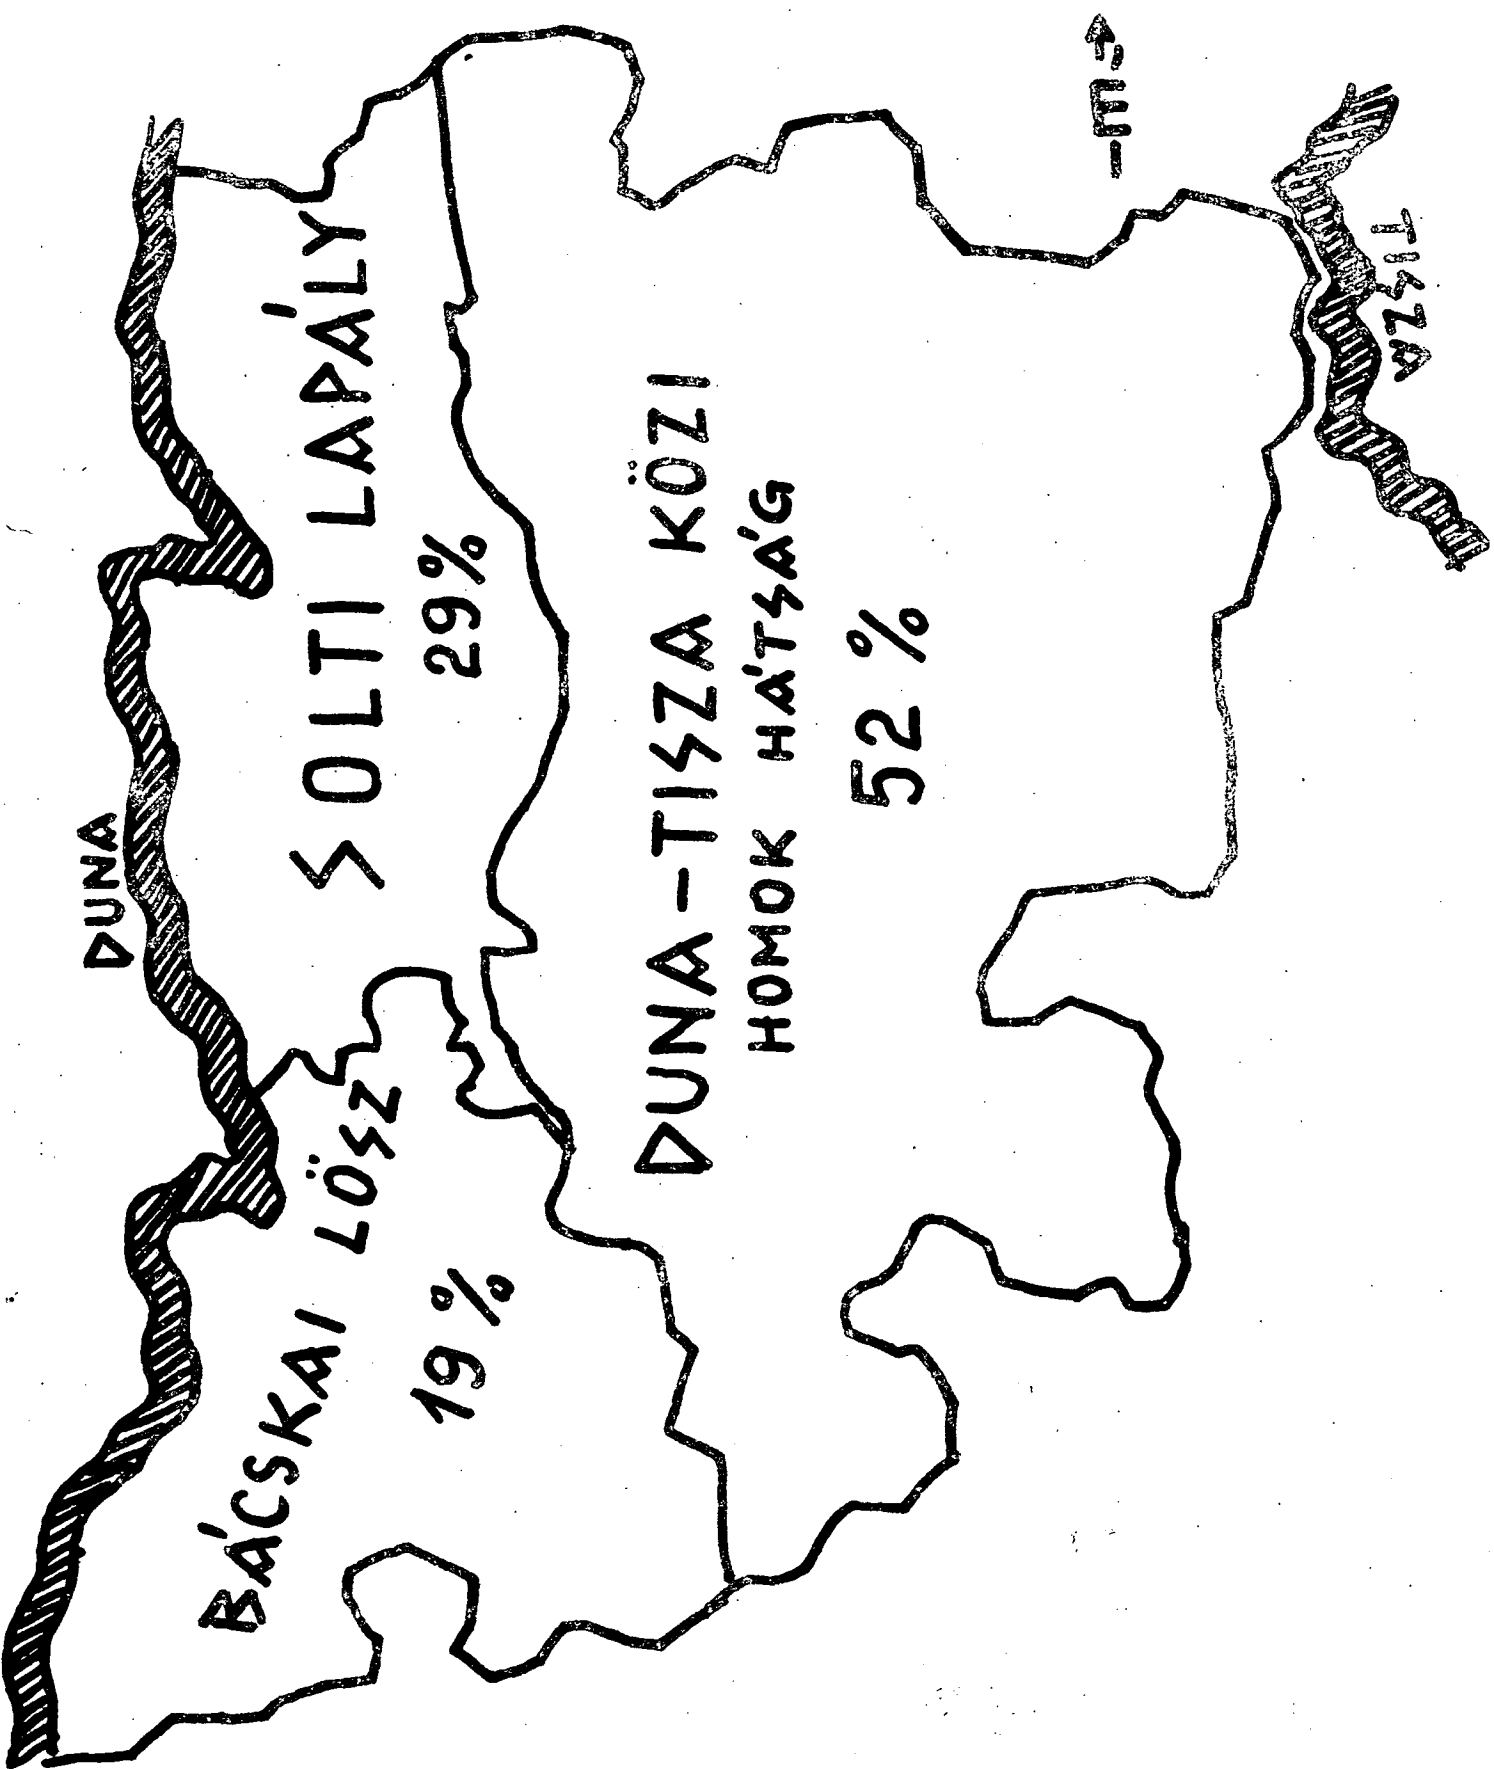 DUNA
SOLTI LAPÁLY
29%
BÁCSKAI LÖSZ
19%
DUNA-TISZA KÖZI
HOMOK HÁTSÁG
52%
É
TISZA